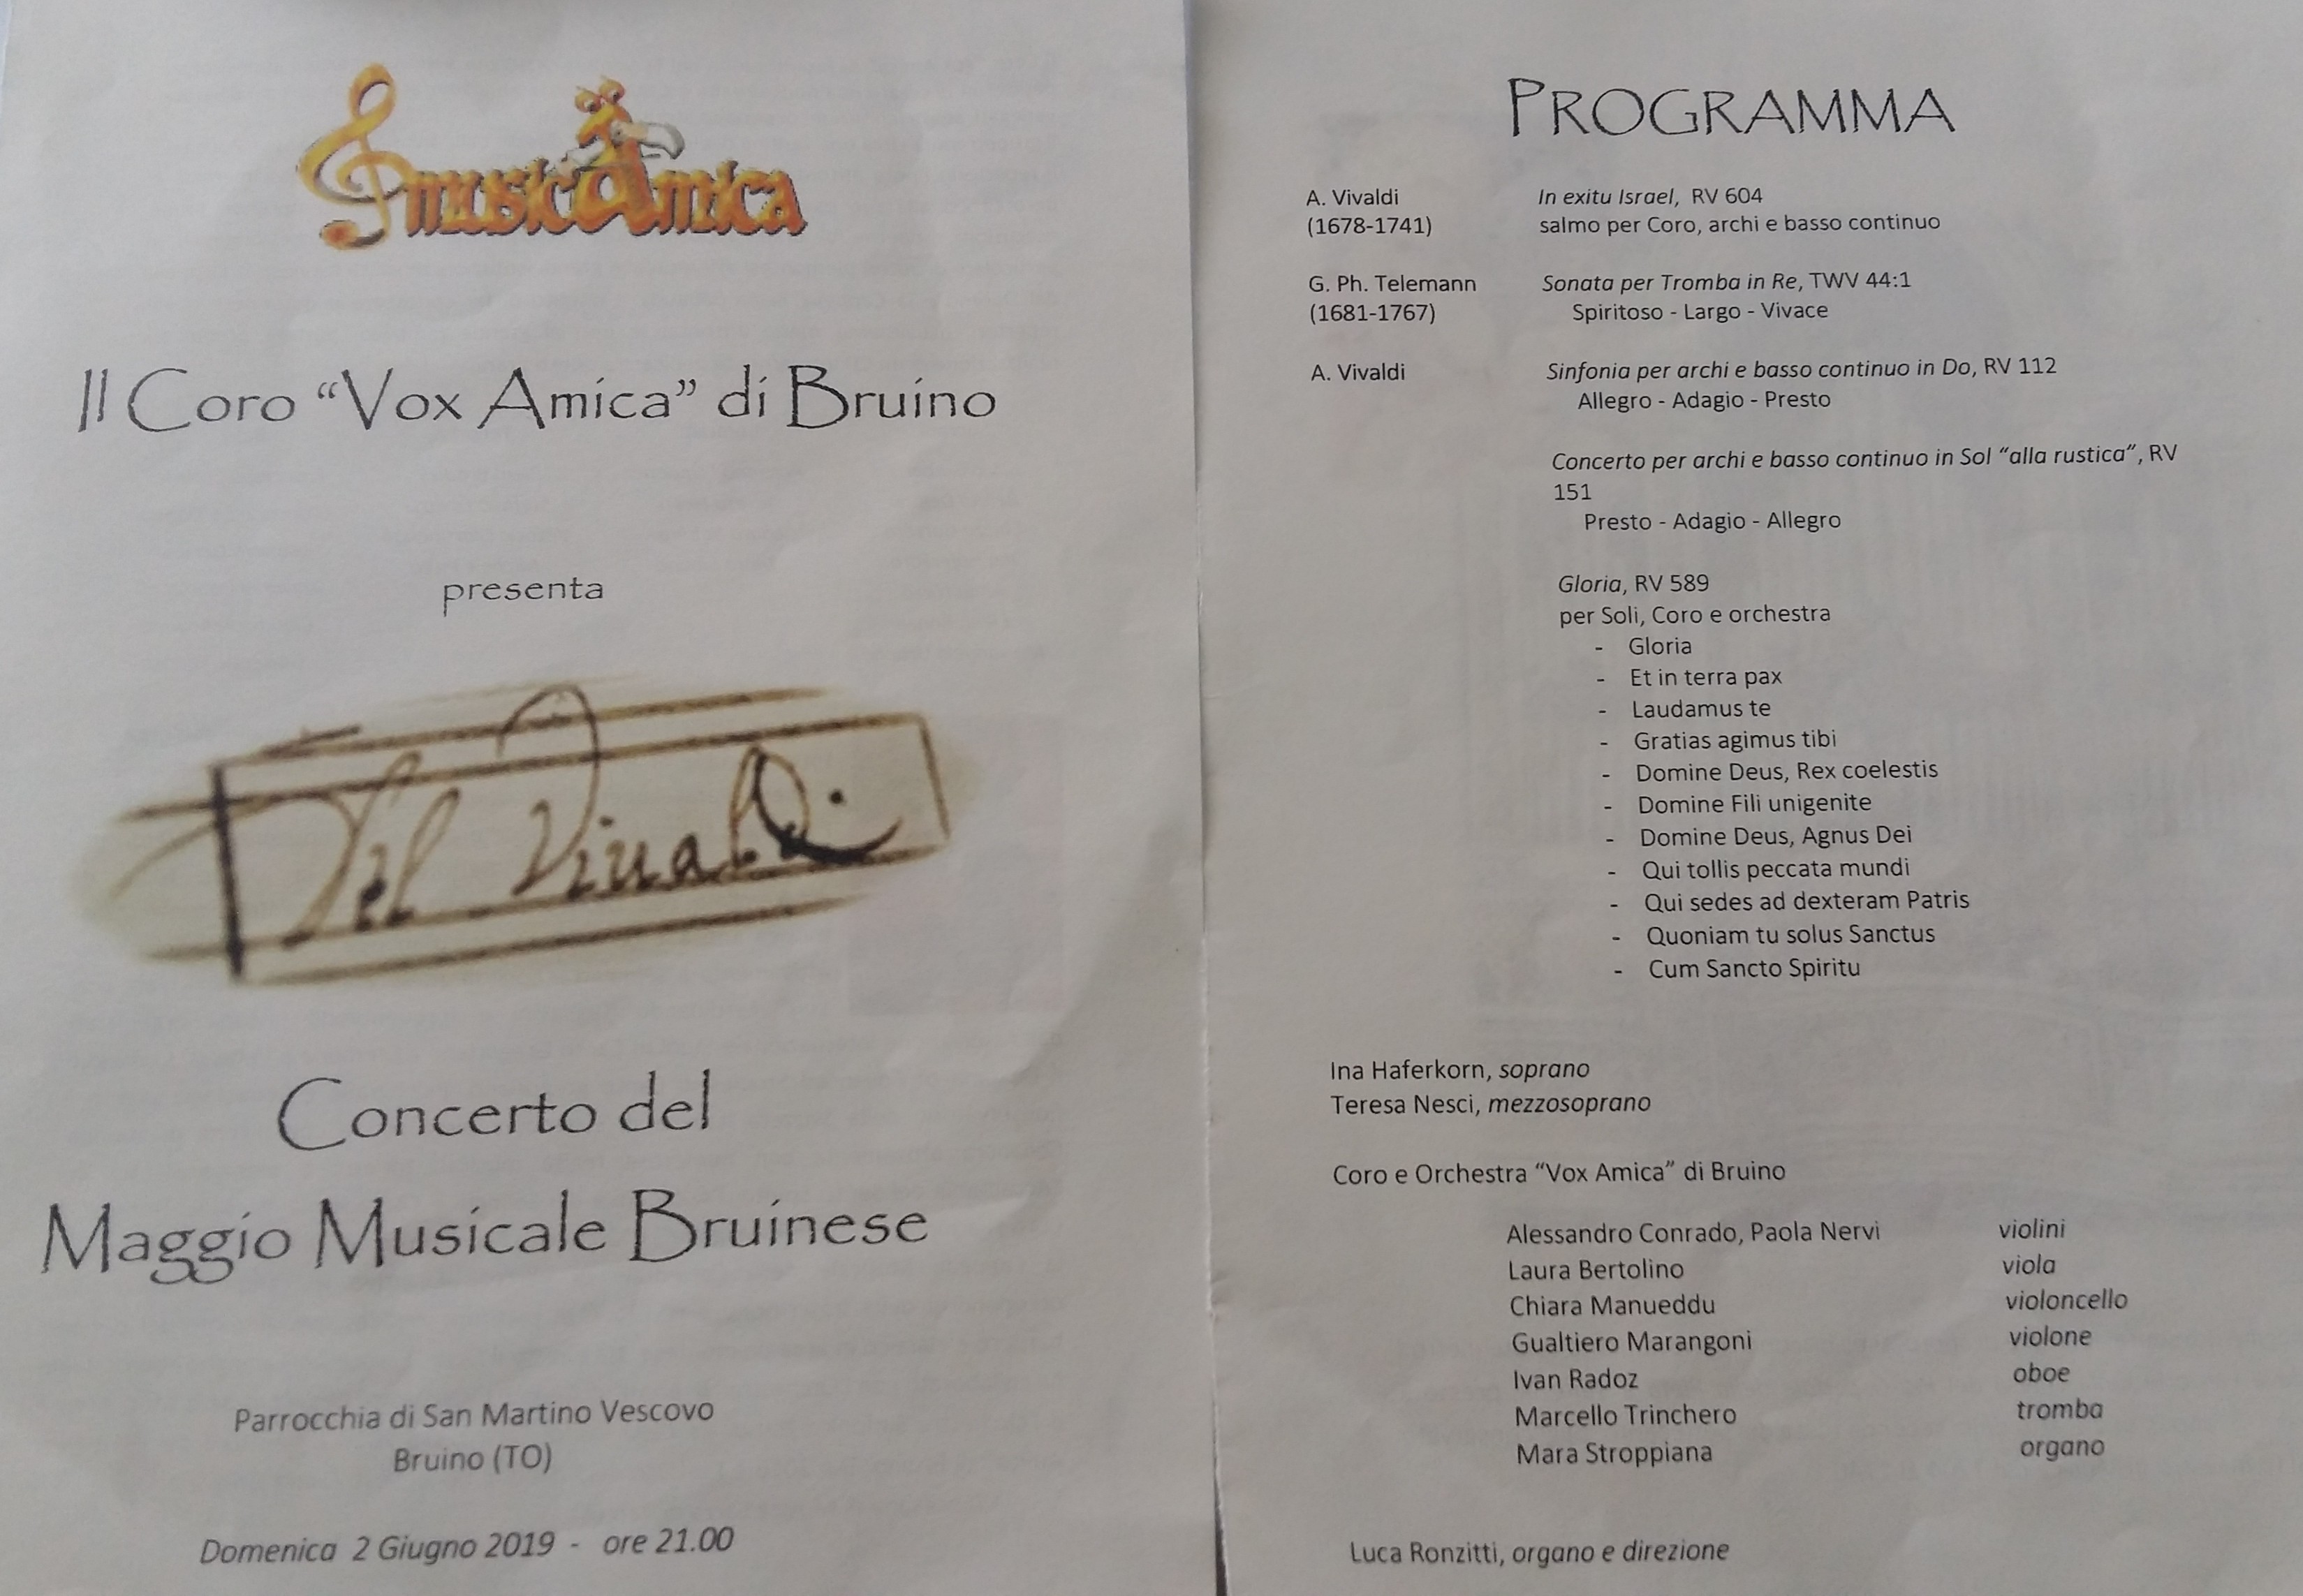 musicAmica
Il Coro “Vox Amica” di Bruino
presenta
Del Vivaldi
Concerto del
Maggio Musicale Bruinese
Parrocchia di San Martino Vescovo
Bruino (TO)
Domenica 2 Giugno 2019 - ore 21.00
PROGRAMMA
A. Vivaldi In exitu Israel, RV 604
(1678-1741) salmo per Coro, archi e basso continuo
G. Ph. Telemann Sonata per Tromba in Re, TWV 44:1
(1681-1767) Spiritoso - Largo - Vivace
A. Vivaldi Sinfonia per archi e basso continuo in Do, RV 112
Allegro - Adagio - Presto
Concerto per archi e basso continuo in Sol “alla rustica”, RV
151
Presto - Adagio - Allegro
Gloria, RV 589
per Soli, Coro e orchestra
- Gloria
- Et in terra pax
- Laudamus te
- Gratias agimus tibi
- Domine Deus, Rex coelestis
- Domine Fili unigenite
- Domine Deus, Agnus Dei
- Qui tollis peccata mundi
- Qui sedes ad dexteram Patris
- Quoniam tu solus Sanctus
- Cum Sancto Spiritu
Ina Haferkorn, soprano
Teresa Nesci, mezzosoprano
Coro e Orchestra “Vox Amica” di Bruino
Alessandro Conrado, Paola Nervi violini
Laura Bertolino viola
Chiara Manueddu violoncello
Gualtiero Marangoni violone
Ivan Radoz oboe
Marcello Trinchero tromba
Mara Stroppiana organo
Luca Ronzitti, organo e direzione